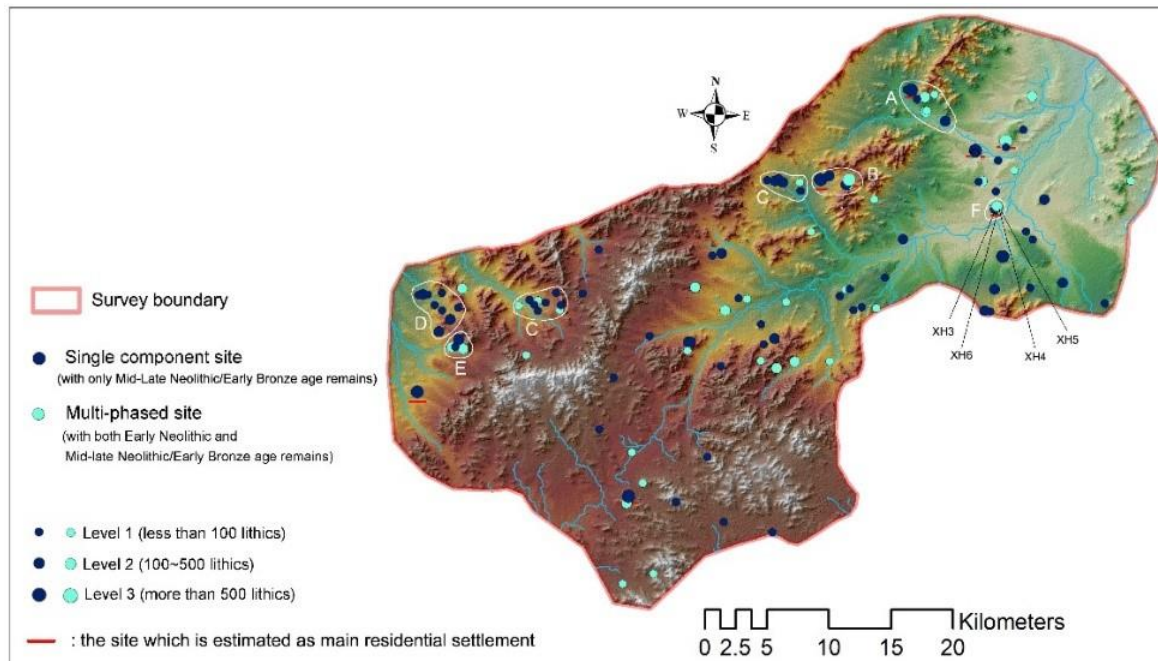 N
W E
S
A
B
C
F
D
C
E
XH3
XH6
XH4
XH5
Survey boundary
Single component site
(with only Mid-Late Neolithic/Early Bronze age remains)
Multi-phased site
(with both Early Neolithic and
Mid-late Neolithic/Early Bronze age remains)
Level 1 (less than 100 lithics)
Level 2 (100~500 lithics)
Level 3 (more than 500 lithics)
: the site which is estimated as main residential settlement
Kilometers
0 2.5 5 10 15 20